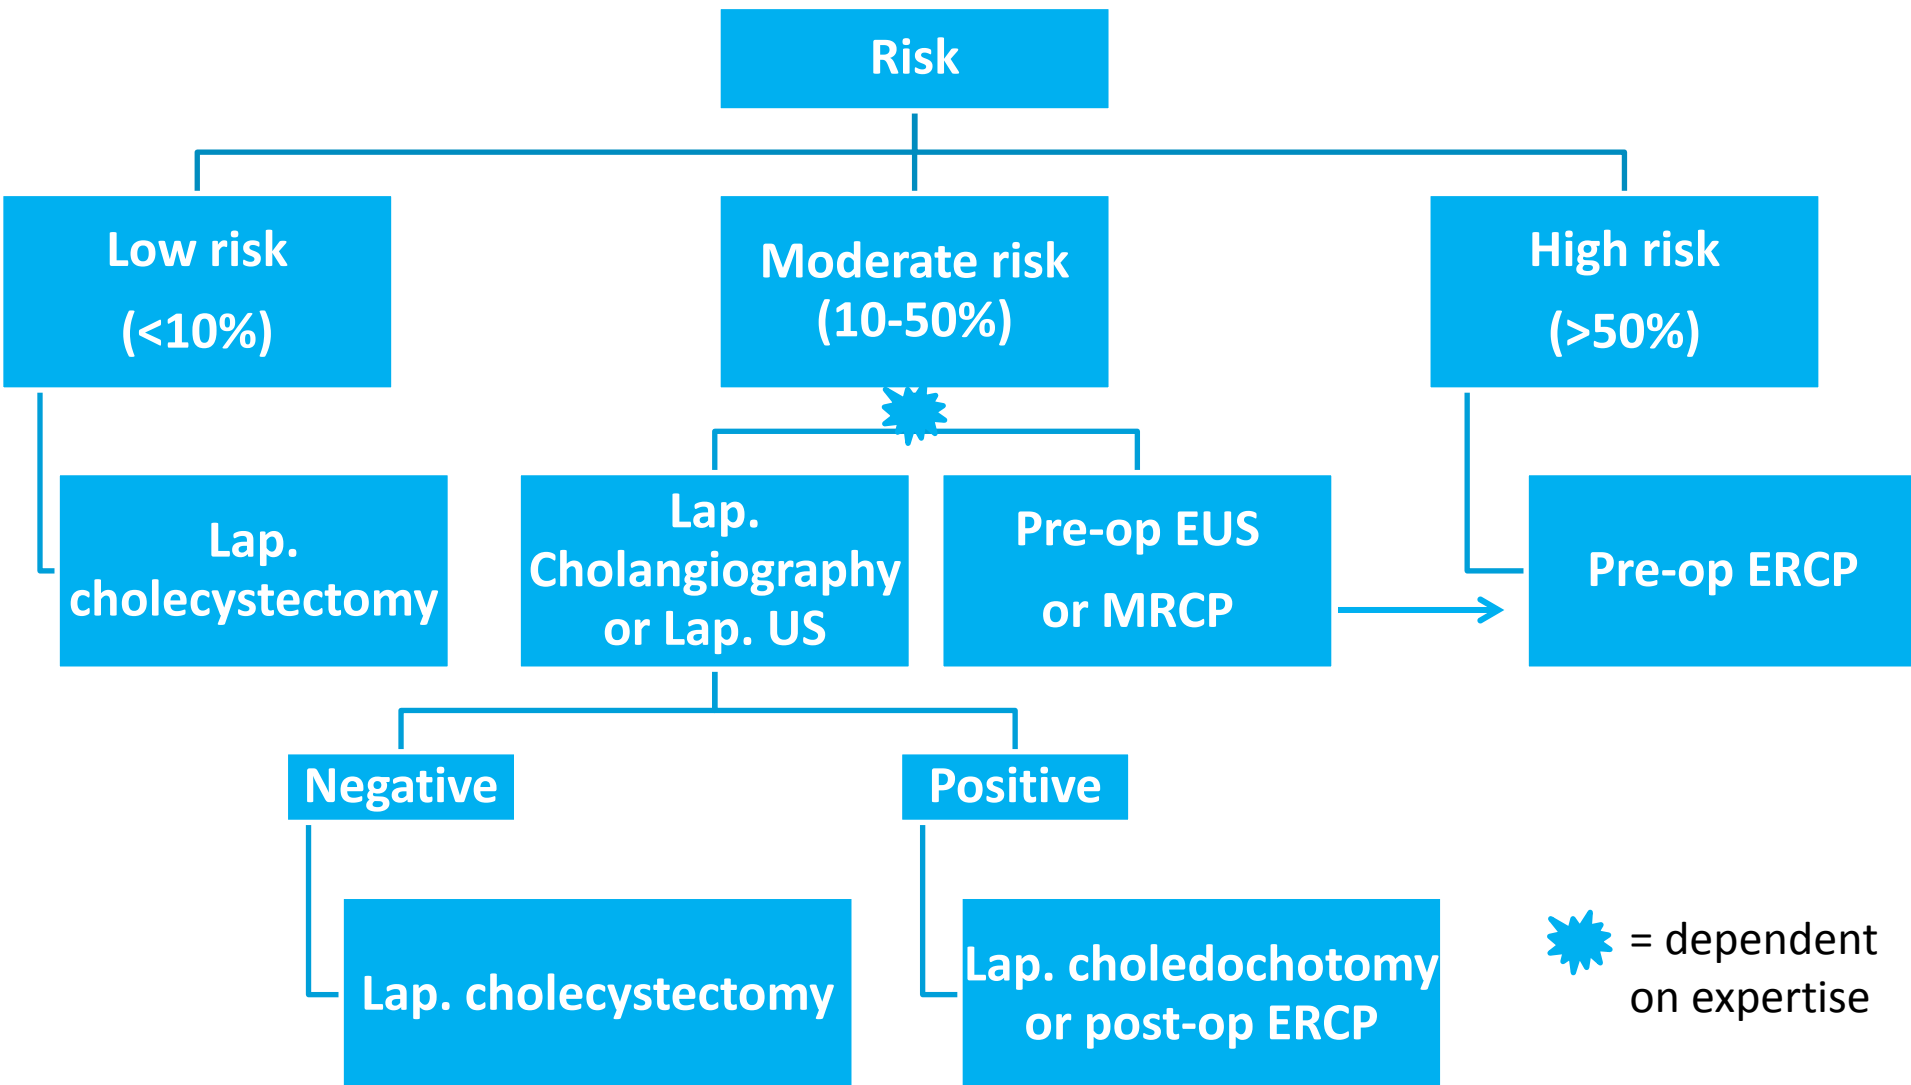 Risk
Low risk
(<10%)
Moderate risk
(10-50%)
High risk
(>50%)
Lap.
cholecystectomy
Lap.
Cholangiography
or Lap. US
Pre-op EUS
or MRCP
Pre-op ERCP
Negative
Positive
Lap. cholecystectomy
Lap. choledochotomy
or post-op ERCP
= dependent
on expertise